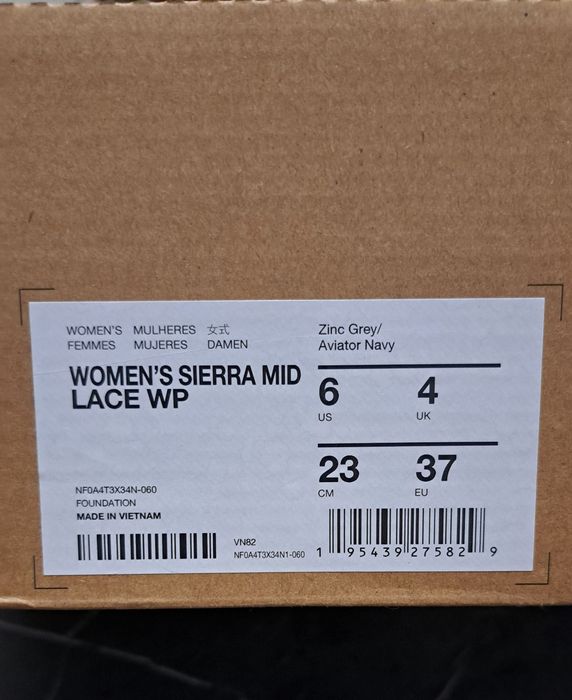 WOMEN'S MULHERES 女式
FEMMES MUJERES DAMEN
WOMEN'S SIERRA MID
LACE WP
NF0A4T3X34N-060
FOUNDATION
MADE IN VIETNAM
VN82
NF0A4T3X34N1-060
Zinc Grey/
Aviator Navy
6 4
US UK
23 37
CM EU
1 95439 27582 9